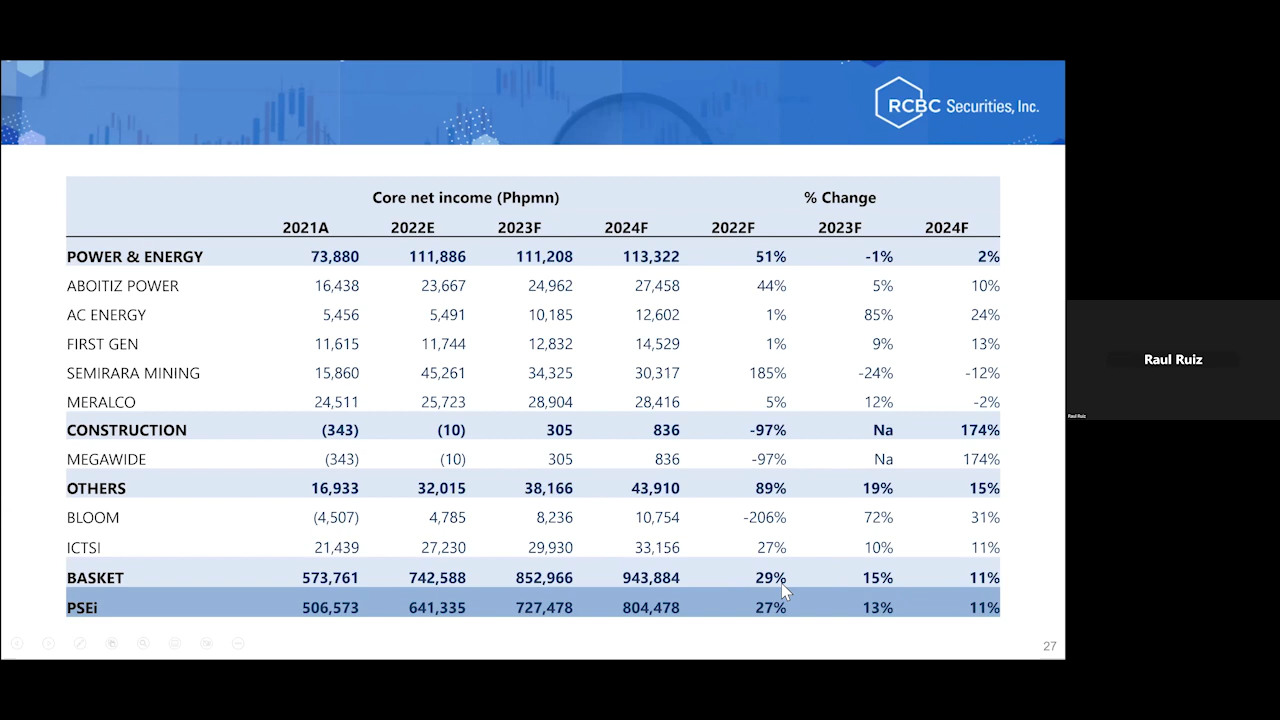 RCBC Securities, Inc.
Core net income (Phpmn) % Change
2021A 2022E 2023F 2024F 2022F 2023F 2024F
POWER & ENERGY 73,880 111,886 111,208 113,322 51% -1% 2%
ABOITIZ POWER 16,438 23,667 24,962 27,458 44% 5% 10%
AC ENERGY 5,456 5,491 10,185 12,602 1% 85% 24%
FIRST GEN 11,615 11,744 12,832 14,529 1% 9% 13%
SEMIRARA MINING 15,860 45,261 34,325 30,317 185% -24% -12%
MERALCO 24,511 25,723 28,904 28,416 5% 12% -2%
CONSTRUCTION (343) (10) 305 836 -97% Na 174%
MEGAWIDE (343) (10) 305 836 -97% Na 174%
OTHERS 16,933 32,015 38,166 43,910 89% 19% 15%
BLOOM (4,507) 4,785 8,236 10,754 -206% 72% 31%
ICTSI 21,439 27,230 29,930 33,156 27% 10% 11%
BASKET 573,761 742,588 852,966 943,884 29% 15% 11%
PSEi 506,573 641,335 727,478 804,478 27% 13% 11%
27
Raul Ruiz
Raul Ruiz